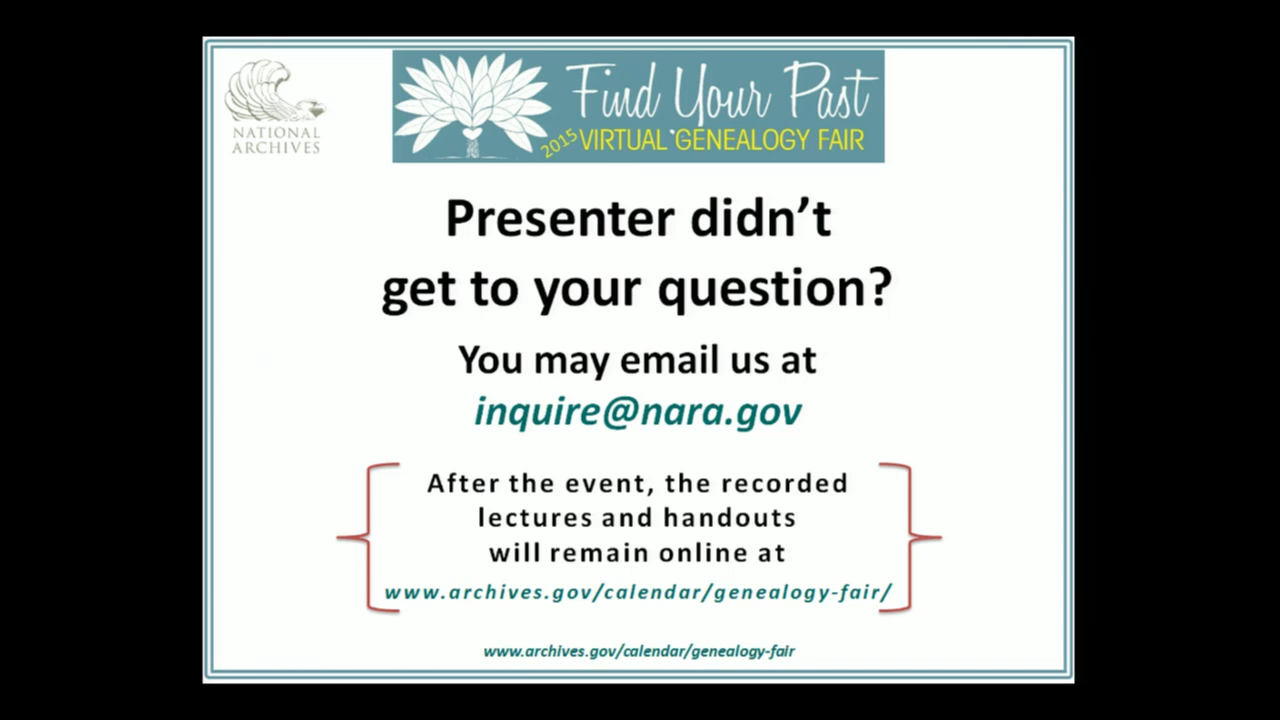 NATIONAL
ARCHIVES
Find Your Past
2015 VIRTUAL GENEALOGY FAIR
Presenter didn’t
get to your question?
You may email us at
inquire@nara.gov
After the event, the recorded
lectures and handouts
will remain online at
www.archives.gov/calendar/genealogy-fair/
www.archives.gov/calendar/genealogy-fair